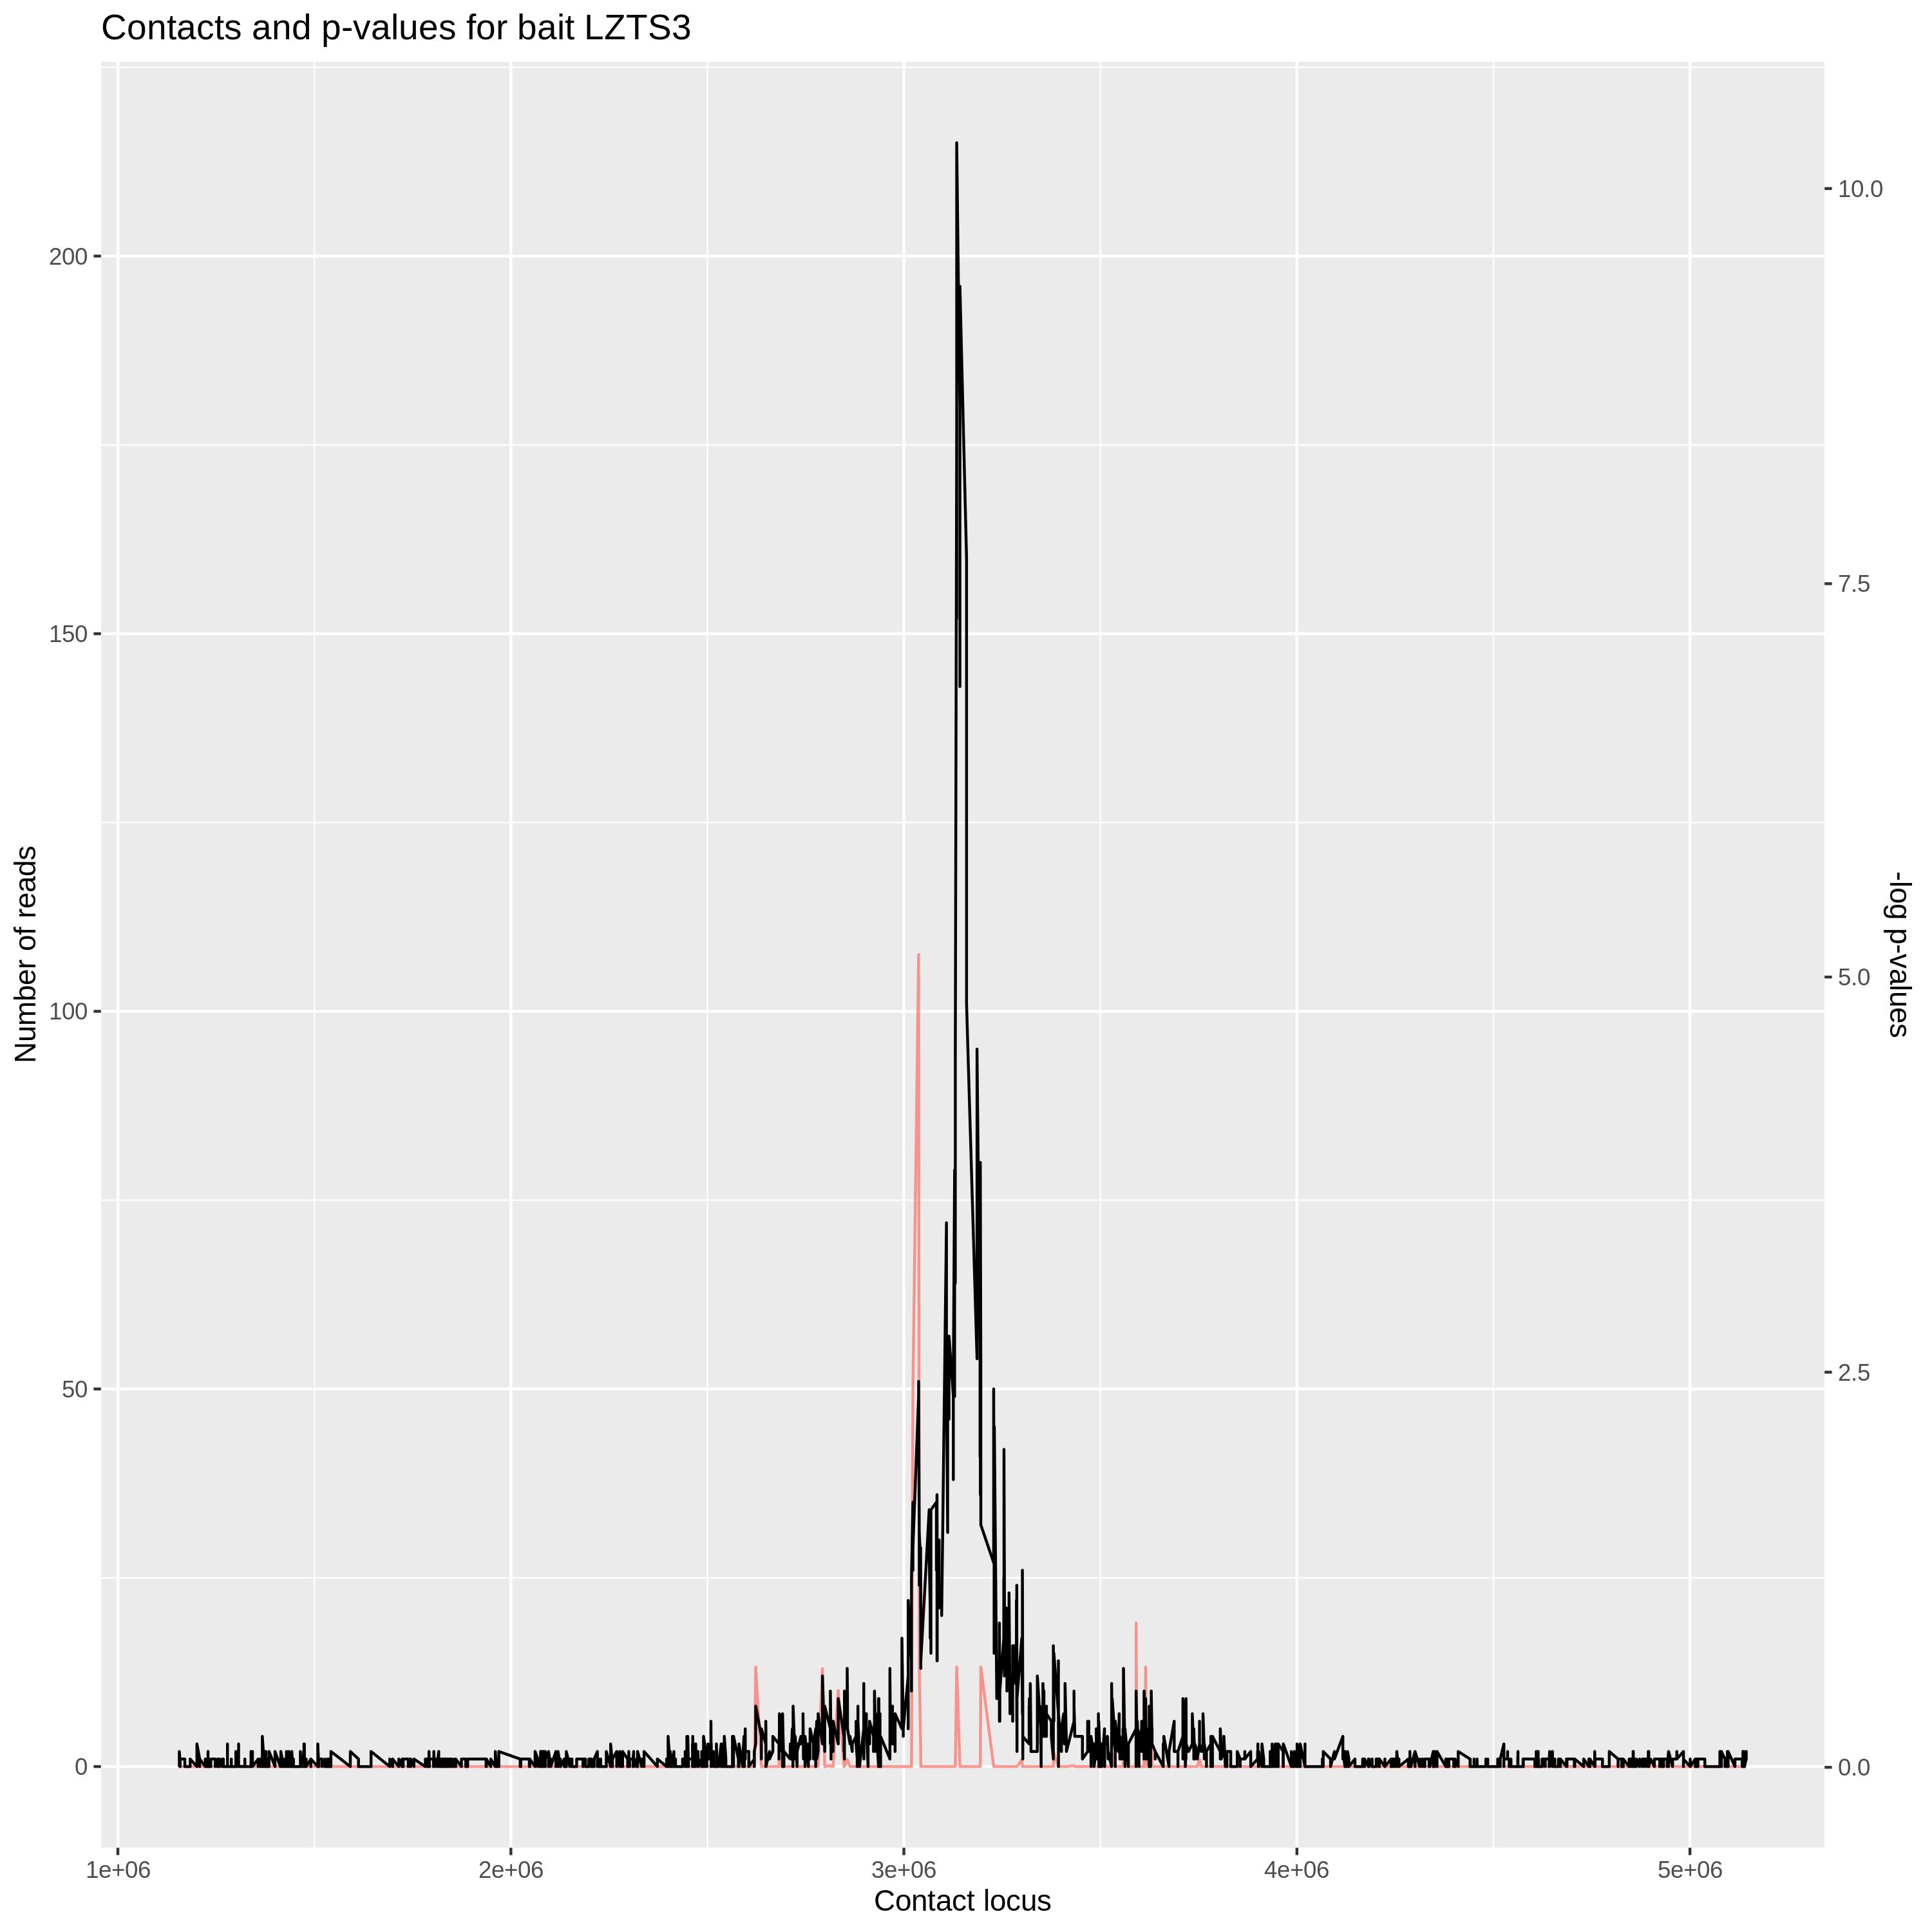 Contacts and p-values for bait LZTS3
200
150
100
50
0
Number of reads
10.0
7.5
5.0
2.5
0.0
-log p-values
1e+06
2e+06
3e+06
4e+06
5e+06
Contact locus